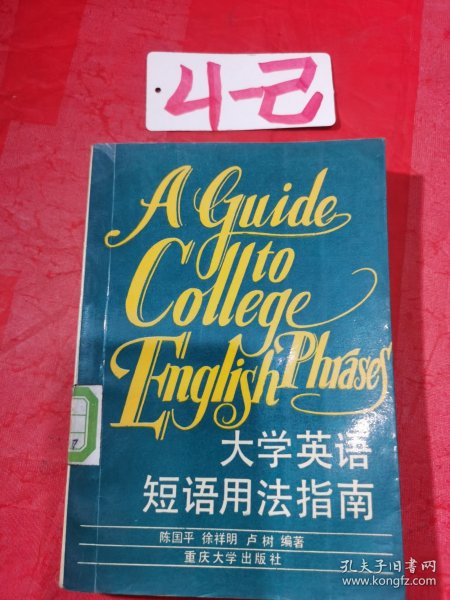 4-己
A Guide
to
College
English Phrases
大学英语
短语用法指南
陈国平 徐祥明 卢树 编著
重庆大学出版社
7
孔夫子旧书网
book.kongfz.com